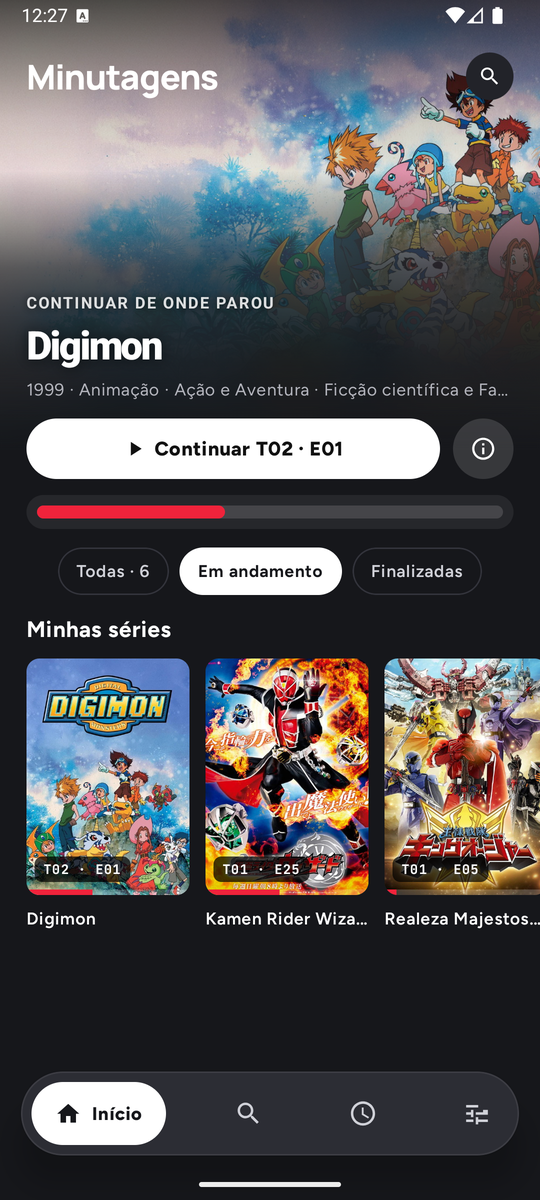 12:27 A
Minutagens
CONTINUAR DE ONDE PAROU
Digimon
1999 · Animação · Ação e Aventura · Ficção científica e Fa...
Continuar T02 · E01
Todas · 6
Em andamento
Finalizadas
Minhas séries
DIGITAL
DIGIMON
MONSTERS
T02 · E01
T01 · E25
T01 · E05
Digimon
Kamen Rider Wiza...
Realeza Majestos...
Início